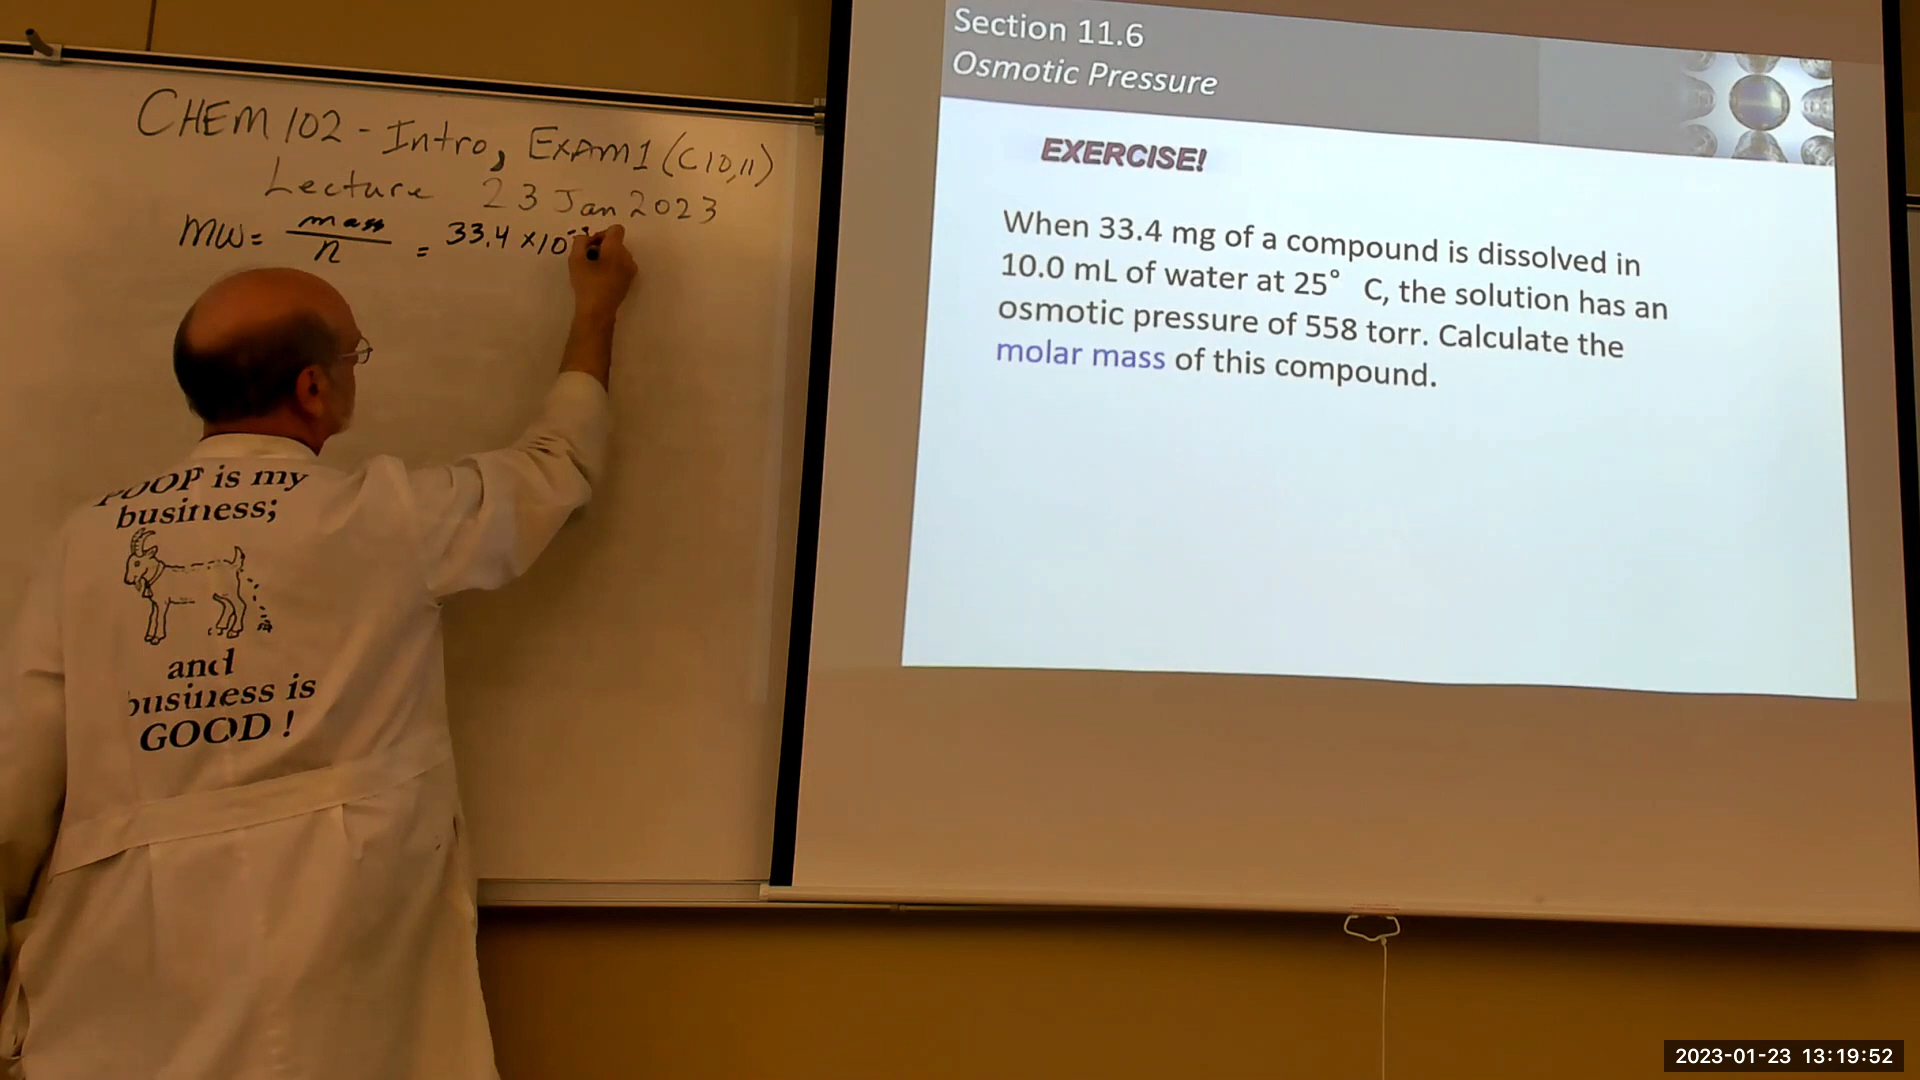 CHEM 102 - Intro, EXAM 1 (C10,11)
Lecture 23 Jan 2023
MW = mass / n = 33.4 x10
Section 11.6
Osmotic Pressure
EXERCISE!
When 33.4 mg of a compound is dissolved in
10.0 mL of water at 25° C, the solution has an
osmotic pressure of 558 torr. Calculate the
molar mass of this compound.
POOP is my
business;
and
business is
GOOD!
2023-01-23 13:19:52